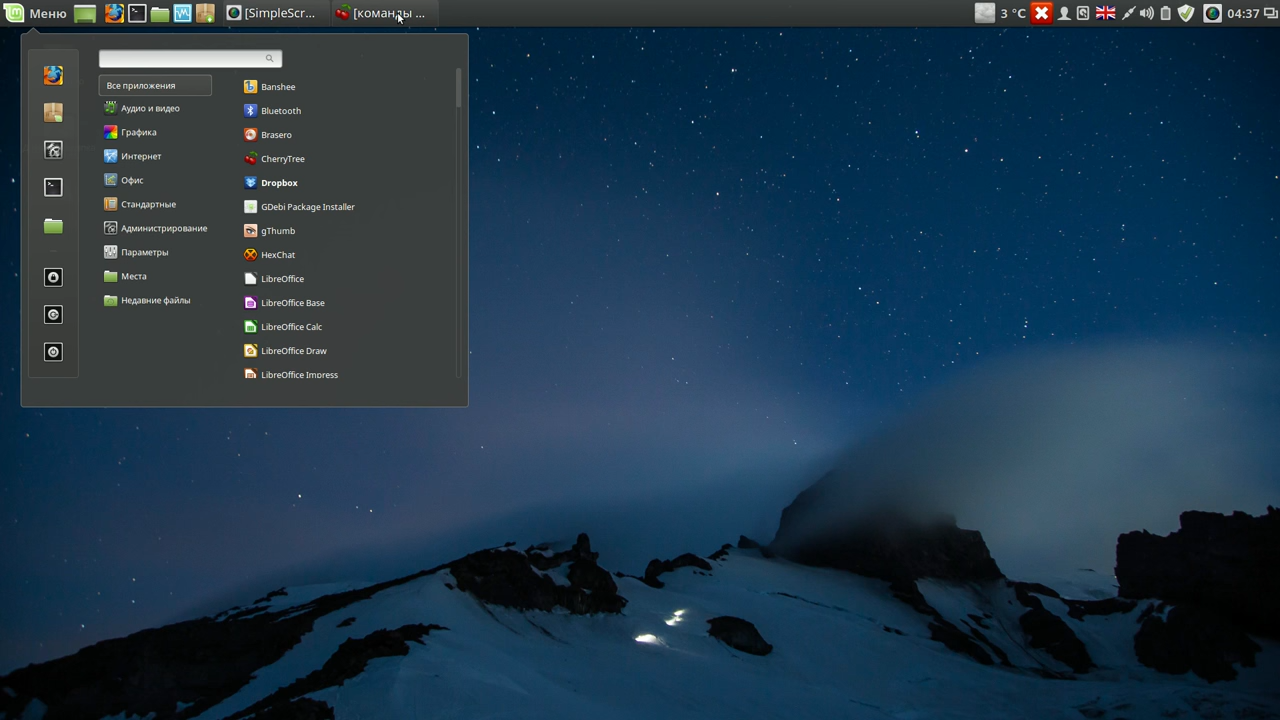 Меню
[SimpleScr...
[команды ...
3 °C
04:37
Все приложения
Аудио и видео
Графика
Интернет
Офис
Стандартные
Администрирование
Параметры
Места
Недавние файлы
Banshee
Bluetooth
Brasero
CherryTree
Dropbox
GDebi Package Installer
gThumb
HexChat
LibreOffice
LibreOffice Base
LibreOffice Calc
LibreOffice Draw
LibreOffice Impress